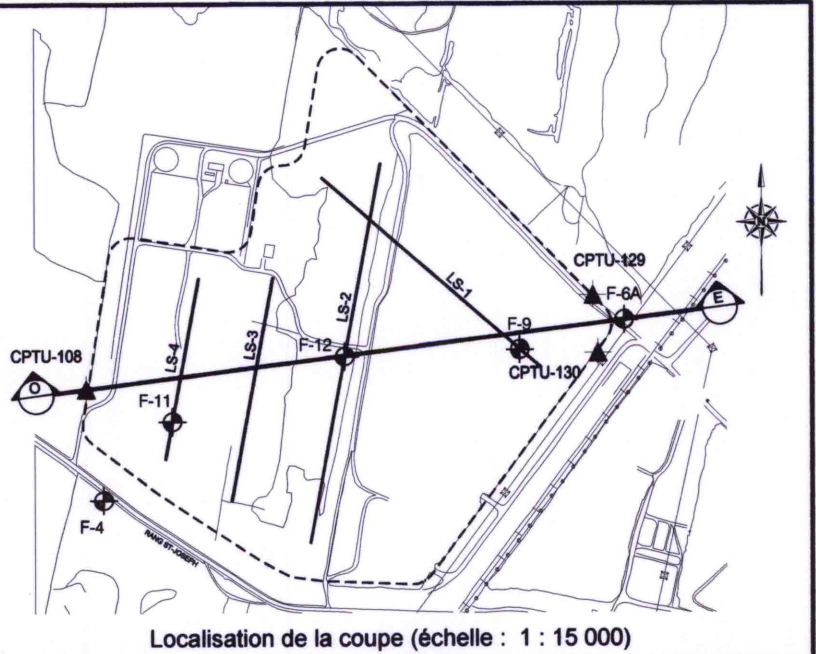 N
CPTU-129
F-6A
E
LS-1
LS-2
F-9
LS-4
LS-3
F-12
CPTU-108
CPTU-130
O
F-11
F-4
RANG ST-JOSEPH
Localisation de la coupe (échelle : 1 : 15 000)